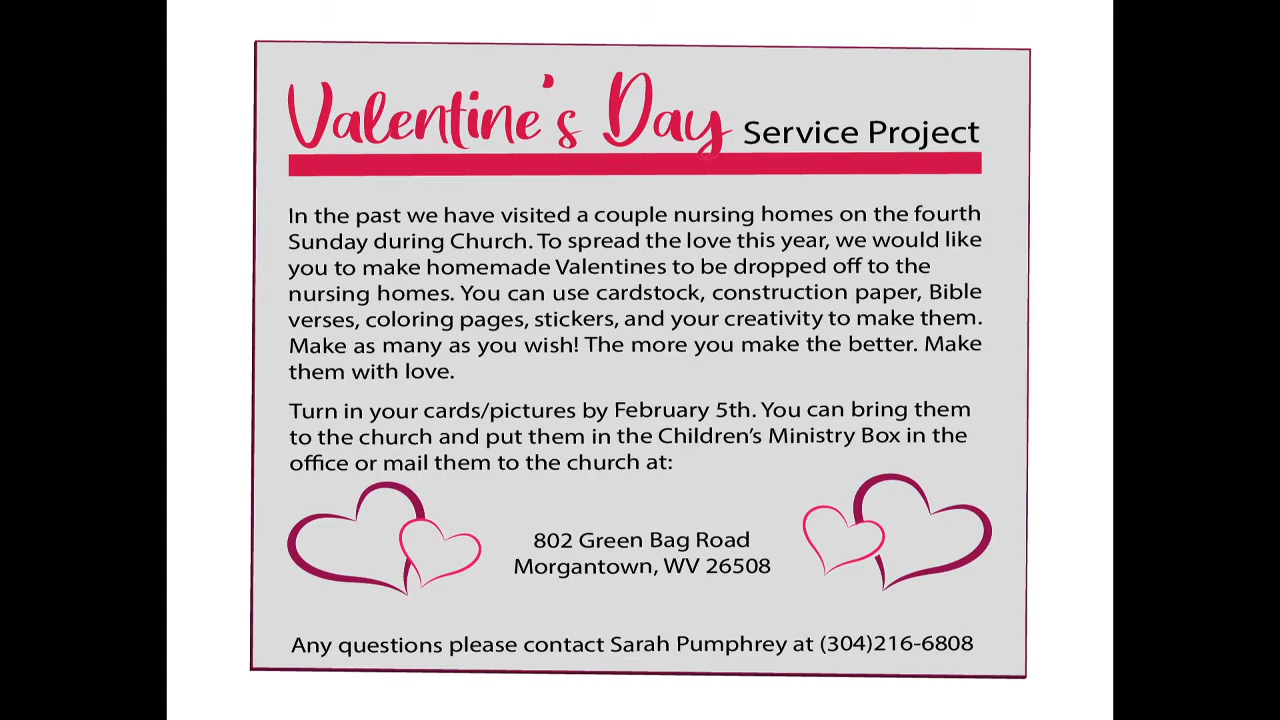 Valentine's Day Service Project
In the past we have visited a couple nursing homes on the fourth
Sunday during Church. To spread the love this year, we would like
you to make homemade Valentines to be dropped off to the
nursing homes. You can use cardstock, construction paper, Bible
verses, coloring pages, stickers, and your creativity to make them.
Make as many as you wish! The more you make the better. Make
them with love.
Turn in your cards/pictures by February 5th. You can bring them
to the church and put them in the Children’s Ministry Box in the
office or mail them to the church at:
802 Green Bag Road
Morgantown, WV 26508
Any questions please contact Sarah Pumphrey at (304)216-6808